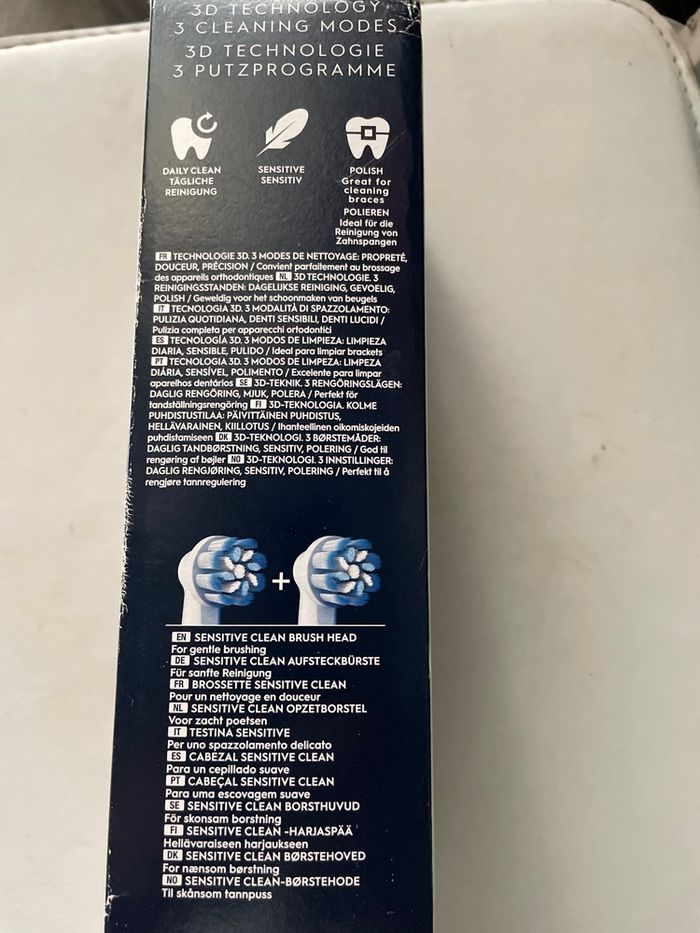 3D TECHNOLOGY
3 CLEANING MODES
3D TECHNOLOGIE
3 PUTZPROGRAMME
DAILY CLEAN
TÄGLICHE
REINIGUNG
SENSITIVE
SENSITIV
POLISH
Great for
cleaning
braces
POLIEREN
Ideal für die
Reinigung von
Zahnspangen
FR TECHNOLOGIE 3D. 3 MODES DE NETTOYAGE: PROPRETÉ,
DOUCEUR, PRÉCISION / Convient parfaitement au brossage
des appareils orthodontiques NL 3D TECHNOLOGIE. 3
REINIGINGSSTANDEN: DAGELIJKSE REINIGING, GEVOELIG,
POLISH / Geweldig voor het schoonmaken van beugels
IT TECNOLOGIA 3D. 3 MODALITÀ DI SPAZZOLAMENTO:
PULIZIA QUOTIDIANA, DENTI SENSIBILI, DENTI LUCIDI /
Pulizia completa per apparecchi ortodontici
ES TECNOLOGÍA 3D. 3 MODOS DE LIMPIEZA: LIMPIEZA
DIARIA, SENSIBLE, PULIDO / Ideal para limpiar brackets
PT TECNOLOGIA 3D. 3 MODOS DE LIMPEZA: LIMPEZA
DIÁRIA, SENSÍVEL, POLIMENTO / Excelente para limpar
aparelhos dentários SE 3D-TEKNIK. 3 RENGÖRINGSLÄGEN:
DAGLIG RENGÖRING, MJUK, POLERA / Perfekt för
tandställningsrengöring FI 3D-TEKNOLOGIA. KOLME
PUHDISTUSTILAA: PÄIVITTÄINEN PUHDISTUS,
HELLÄVARAINEN, KIILLOTUS / Ihanteellinen oikomiskojeiden
puhdistamiseen DK 3D-TEKNOLOGI. 3 BØRSTEMÅDER:
DAGLIG TANDBØRSTNING, SENSITIV, POLERING / God til
rengøring af bøjler NO 3D-TEKNOLOGI. 3 INNSTILLINGER:
DAGLIG RENGJØRING, SENSITIV, POLERING / Perfekt til å
rengjøre tannregulering
+
EN SENSITIVE CLEAN BRUSH HEAD
For gentle brushing
DE SENSITIVE CLEAN AUFSTECKBÜRSTE
Für sanfte Reinigung
FR BROSSETTE SENSITIVE CLEAN
Pour un nettoyage en douceur
NL SENSITIVE CLEAN OPZETBORSTEL
Voor zacht poetsen
IT TESTINA SENSITIVE
Per uno spazzolamento delicato
ES CABEZAL SENSITIVE CLEAN
Para un cepillado suave
PT CABEÇAL SENSITIVE CLEAN
Para uma escovagem suave
SE SENSITIVE CLEAN BORSTHUVUD
För skonsam borstning
FI SENSITIVE CLEAN -HARJASPÄÄ
Hellävaraiseen harjaukseen
DK SENSITIVE CLEAN BØRSTEHOVED
For nænsom børstning
NO SENSITIVE CLEAN-BØRSTEHODE
Til skånsom tannpuss